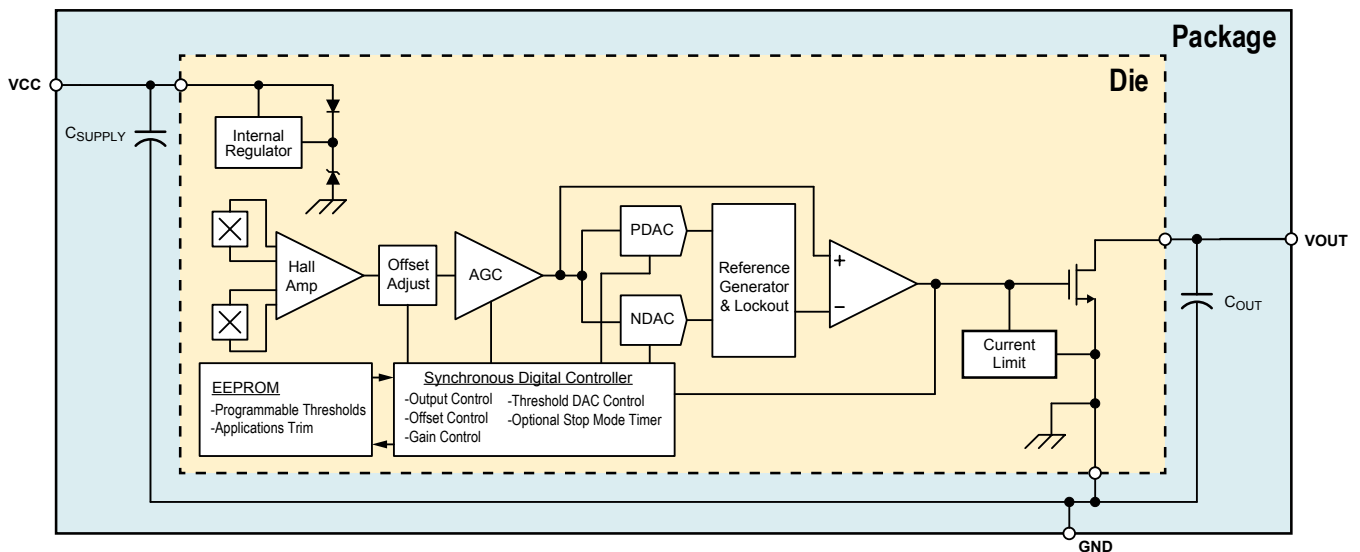 Package
Die
VCC
C_SUPPLY
Internal
Regulator
Hall
Amp
Offset
Adjust
AGC
PDAC
NDAC
Reference
Generator
& Lockout
+
−
VOUT
C_OUT
Current
Limit
EEPROM
-Programmable Thresholds
-Applications Trim
Synchronous Digital Controller
-Output Control
-Offset Control
-Gain Control
-Threshold DAC Control
-Optional Stop Mode Timer
GND